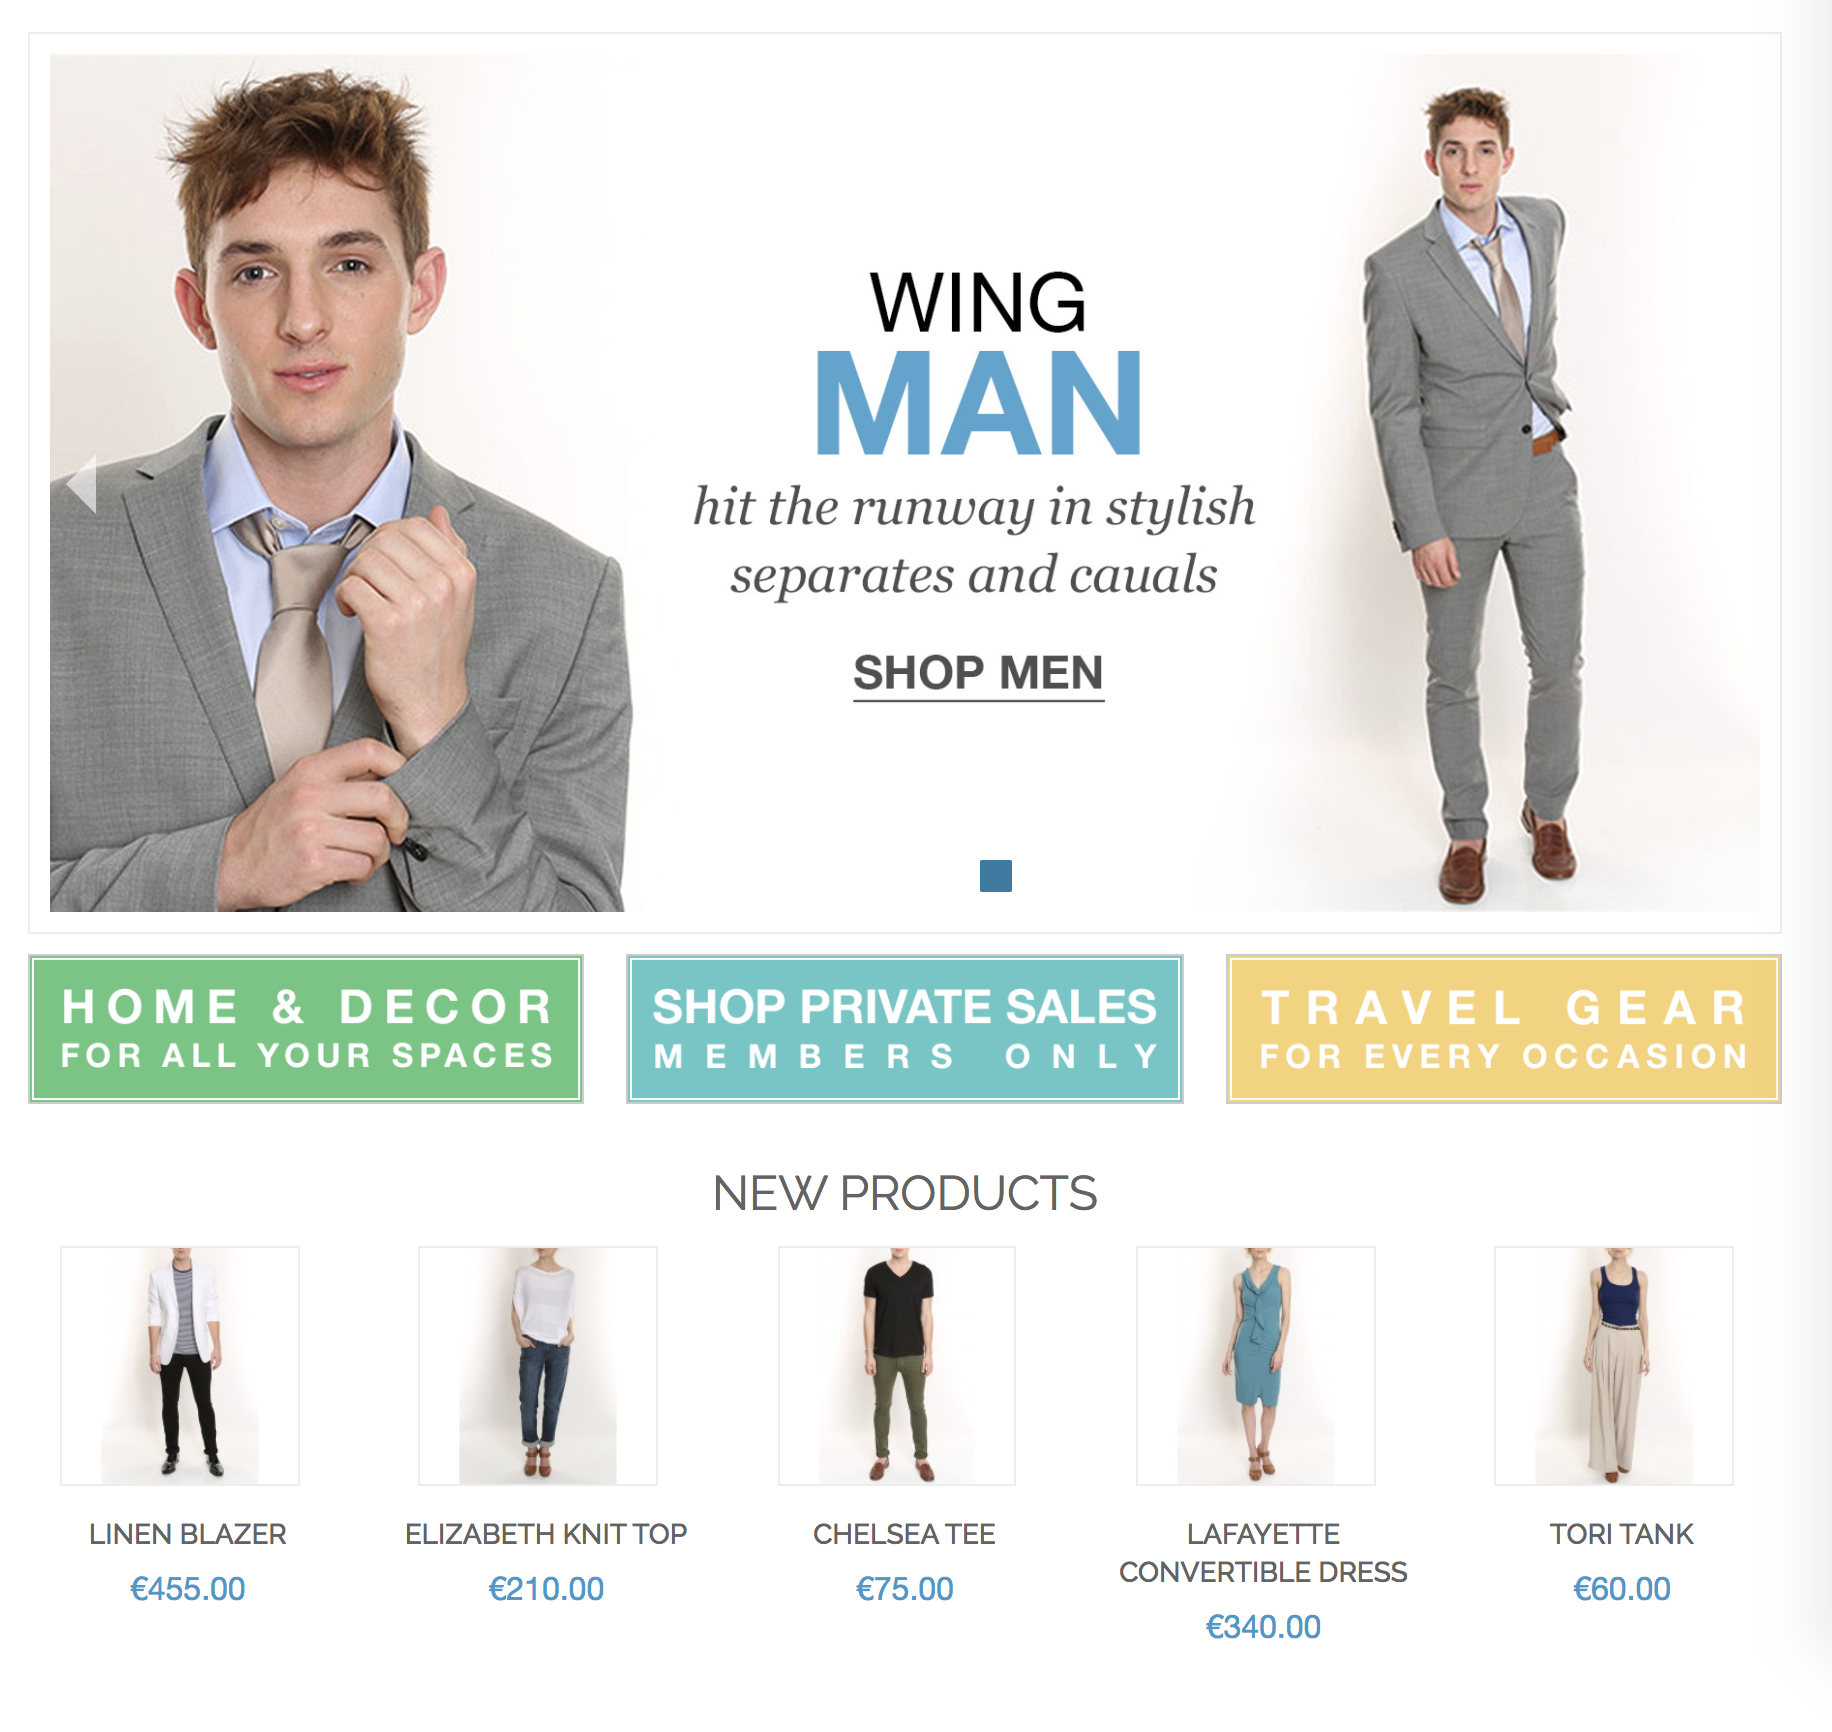 WING
MAN
hit the runway in stylish
separates and cauals
SHOP MEN
HOME & DECOR
FOR ALL YOUR SPACES
SHOP PRIVATE SALES
MEMBERS ONLY
TRAVEL GEAR
FOR EVERY OCCASION
NEW PRODUCTS
LINEN BLAZER
€455.00
ELIZABETH KNIT TOP
€210.00
CHELSEA TEE
€75.00
LAFAYETTE
CONVERTIBLE DRESS
€340.00
TORI TANK
€60.00